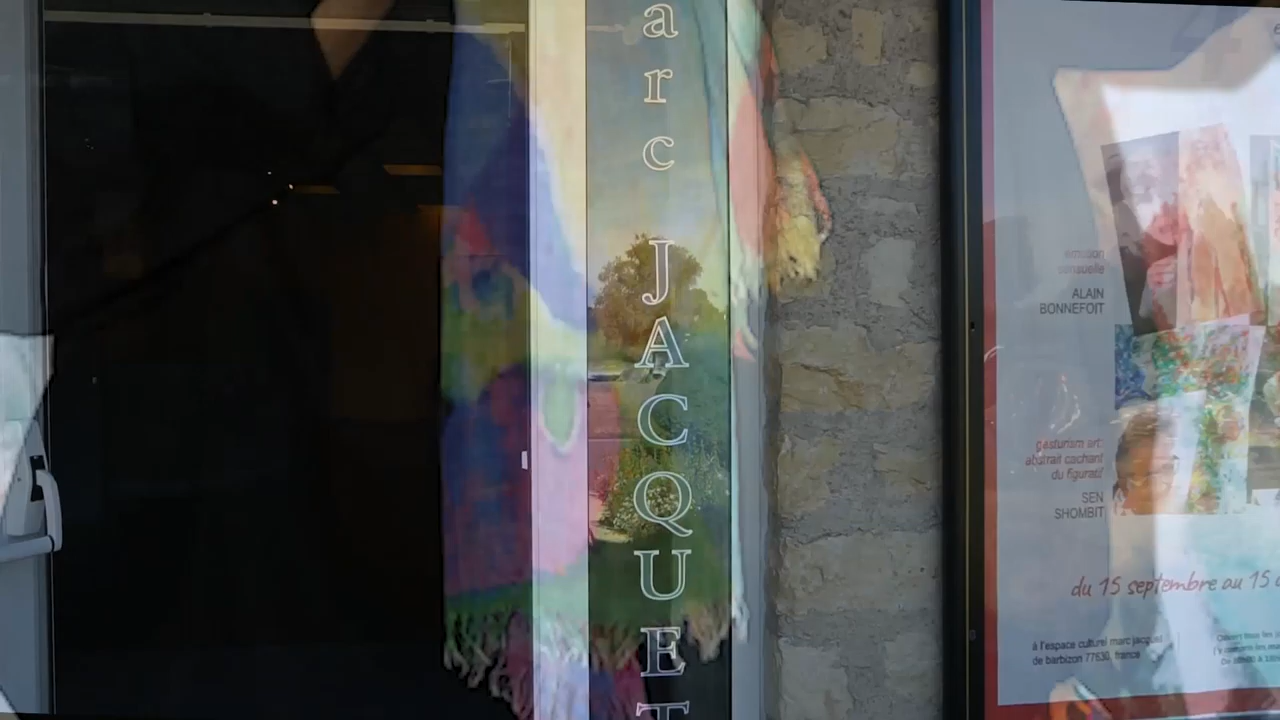 arc
JACQUET
émotion
sensuelle
ALAIN
BONNEFOIT
gesturism art:
abstrait cachant
du figuratif
SEN
SHOMBIT
du 15 septembre au 15
à l'espace culturel marc jacquet
de barbizon 77630, france